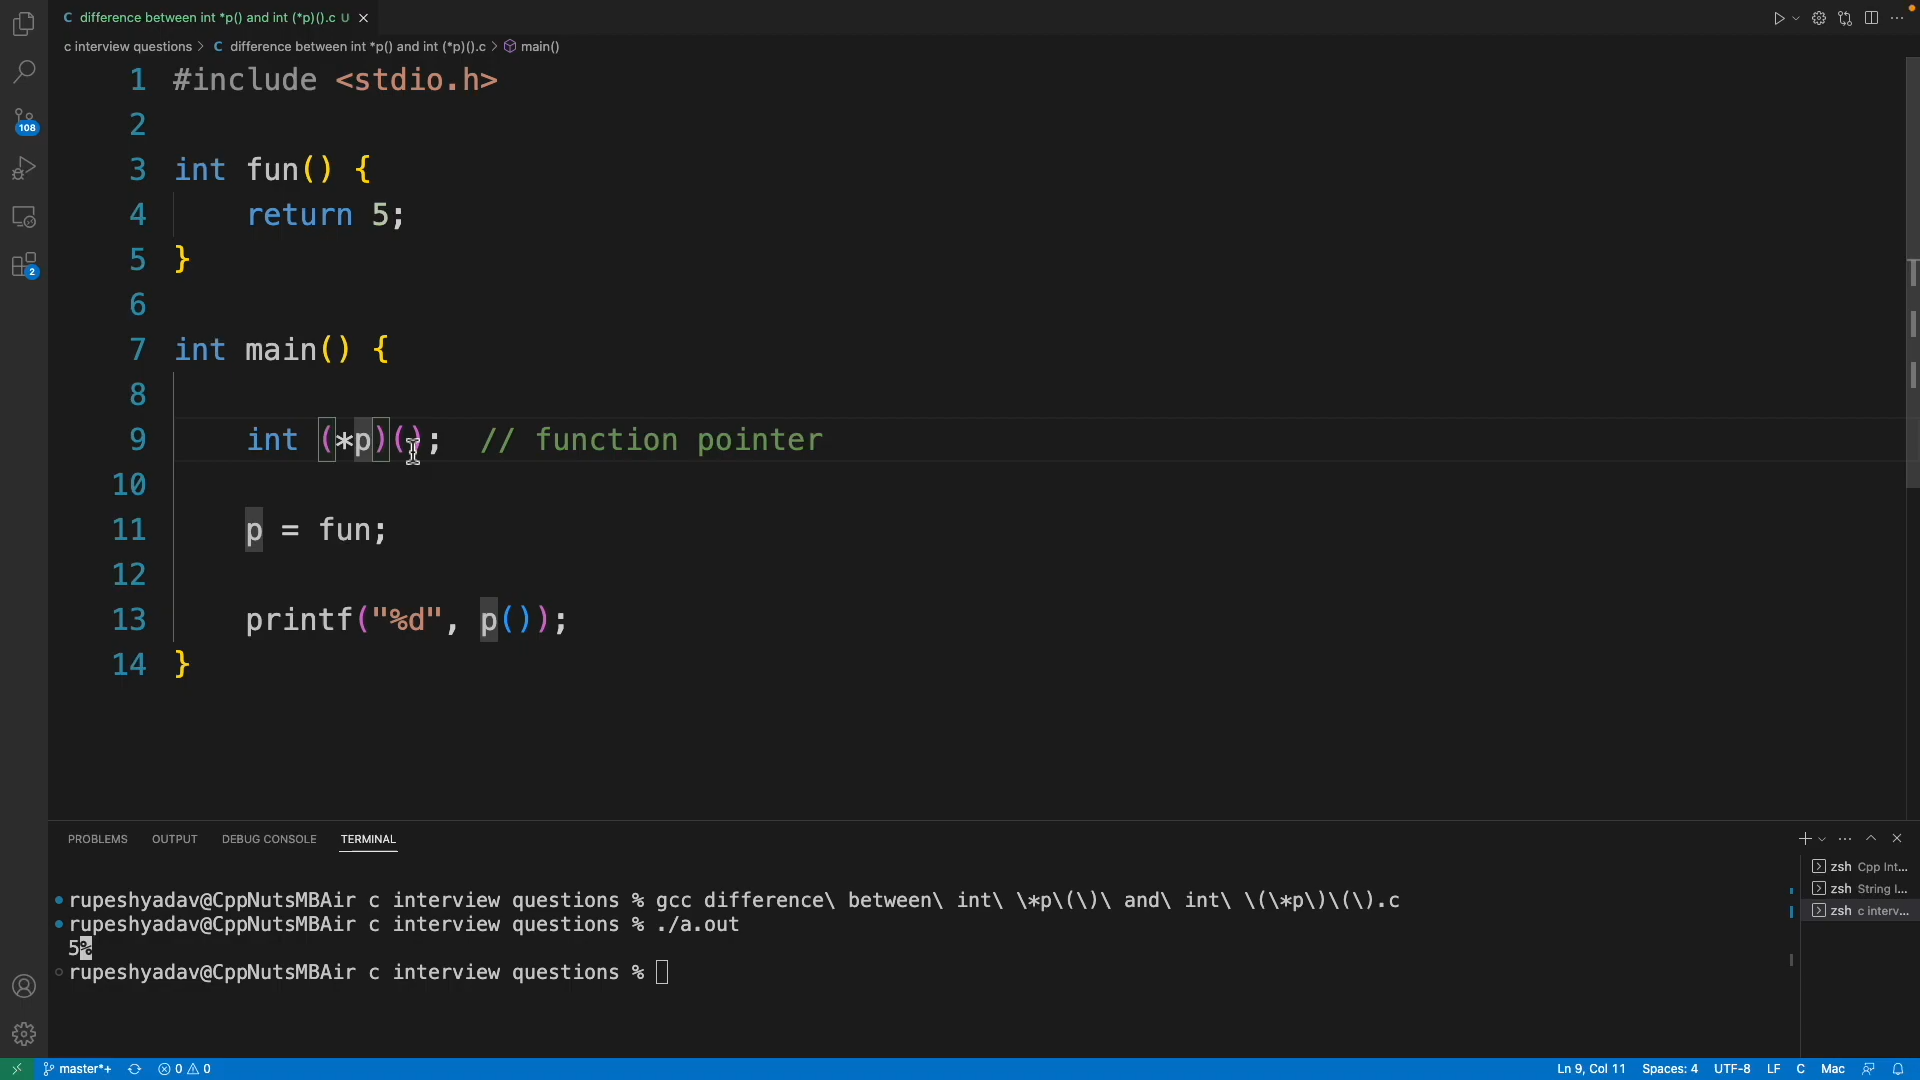 difference between int *p() and int (*p)().c U
c interview questions > C difference between int *p() and int (*p)().c > main()
1 #include <stdio.h>
2
3 int fun() {
4 return 5;
5 }
6
7 int main() {
8
9 int (*p)(); // function pointer
10
11 p = fun;
12
13 printf("%d", p());
14 }
108
2
PROBLEMS OUTPUT DEBUG CONSOLE TERMINAL
rupeshyadav@CppNutsMBAir c interview questions % gcc difference\ between\ int\ \*p\(\)\ and\ int\ \(\*p\)\(\).c
rupeshyadav@CppNutsMBAir c interview questions % ./a.out
5%
rupeshyadav@CppNutsMBAir c interview questions %
zsh Cpp Int...
zsh String I...
zsh c interv...
master*+ 0 0 Ln 9, Col 11 Spaces: 4 UTF-8 LF C Mac